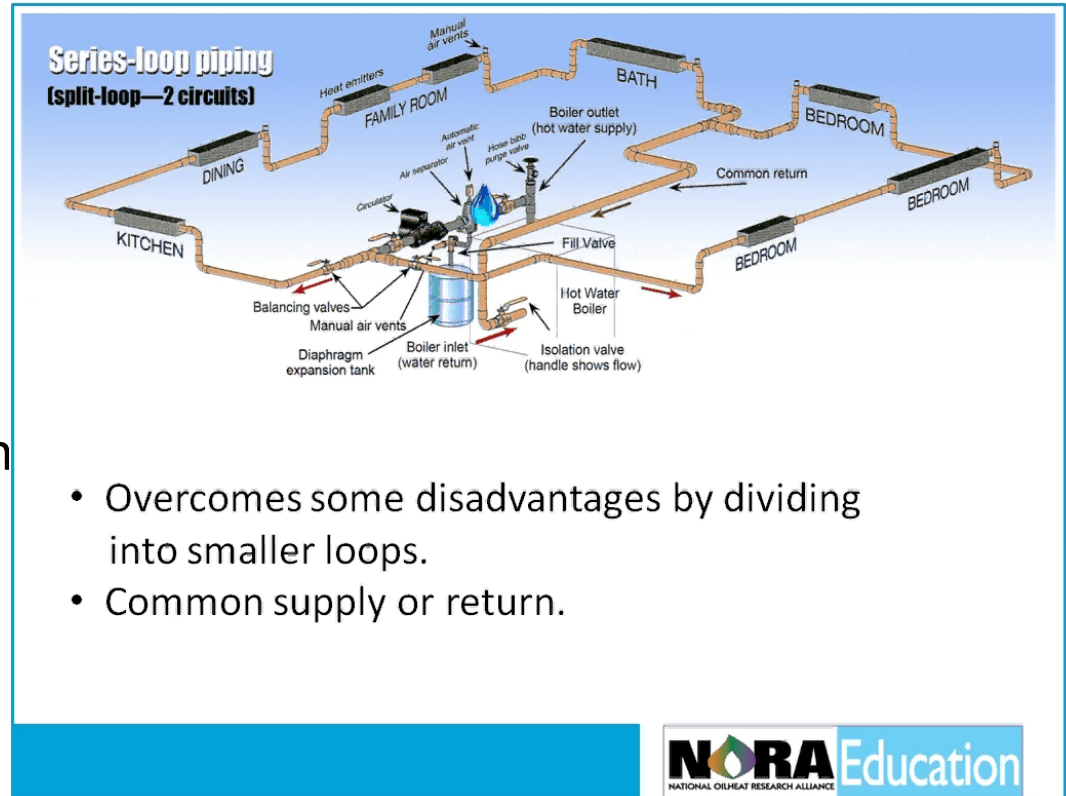 Series-loop piping
(split-loop—2 circuits)
Manual
air vents
Heat emitters
FAMILY ROOM
BATH
BEDROOM
Boiler outlet
(hot water supply)
Automatic
air vent
Hose bibb
purge valve
Air separator
DINING
Common return
BEDROOM
Circulator
KITCHEN
Fill Valve
BEDROOM
Balancing valves
Manual air vents
Hot Water
Boiler
Diaphragm
expansion tank
Boiler inlet
(water return)
Isolation valve
(handle shows flow)
• Overcomes some disadvantages by dividing
into smaller loops.
• Common supply or return.
NORA Education
NATIONAL OILHEAT RESEARCH ALLIANCE